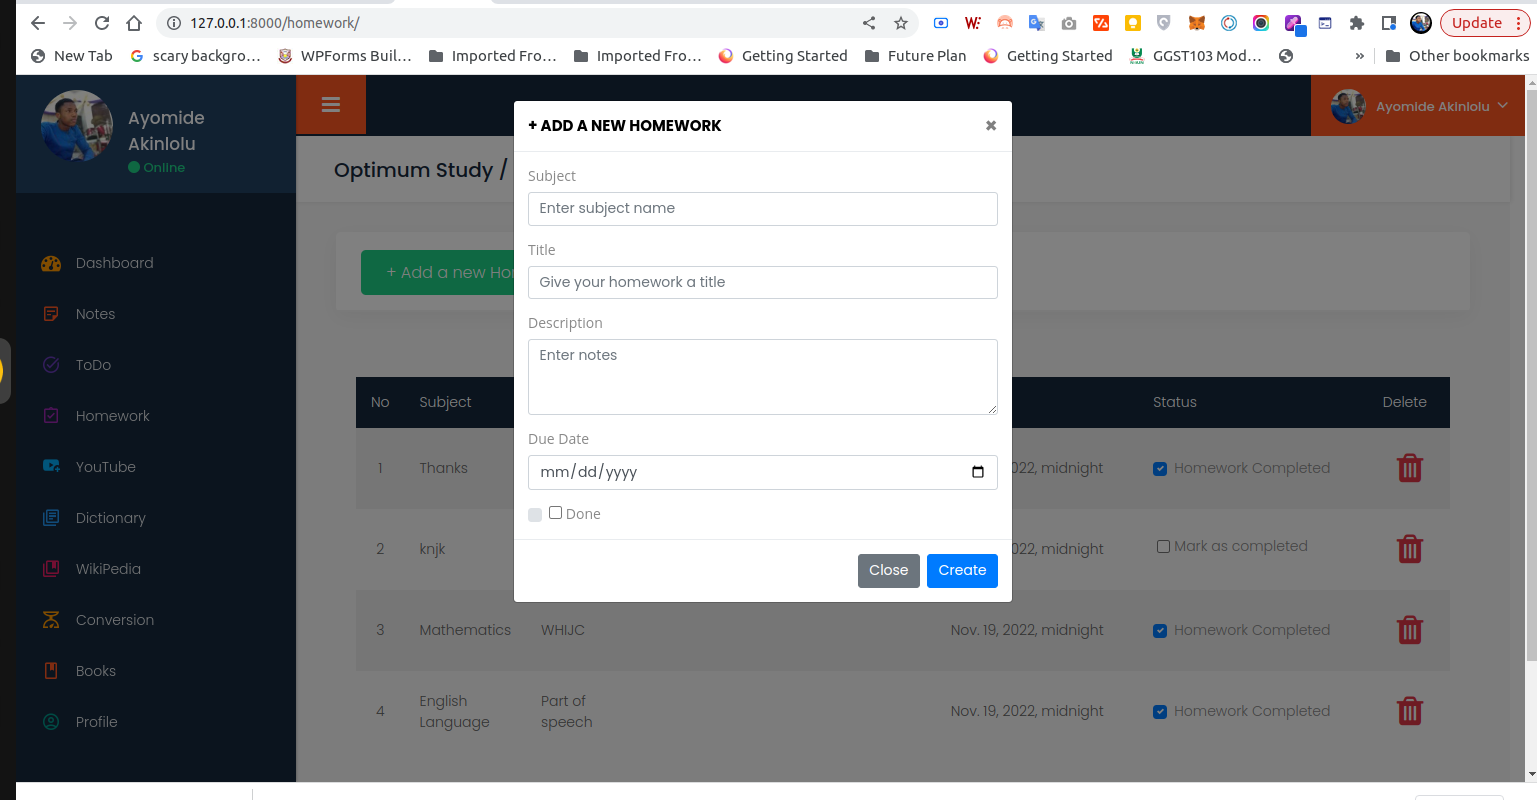 127.0.0.1:8000/homework/
Update
New Tab
scary backgro...
WPForms Buil...
Imported Fro...
Imported Fro...
Getting Started
Future Plan
Getting Started
GGST103 Mod...
»
Other bookmarks
Ayomide
Akinlolu
Online
Ayomide Akinlolu
Optimum Study /
+ Add a new Ho
Dashboard
Notes
ToDo
Homework
YouTube
Dictionary
WikiPedia
Conversion
Books
Profile
+ ADD A NEW HOMEWORK
×
Subject
Enter subject name
Title
Give your homework a title
Description
Enter notes
Due Date
mm/dd/yyyy
Done
Close Create
No Subject Status Delete
1 Thanks 2022, midnight Homework Completed
2 knjk 2022, midnight Mark as completed
3 Mathematics WHIJC Nov. 19, 2022, midnight Homework Completed
4 English Language Part of speech Nov. 19, 2022, midnight Homework Completed